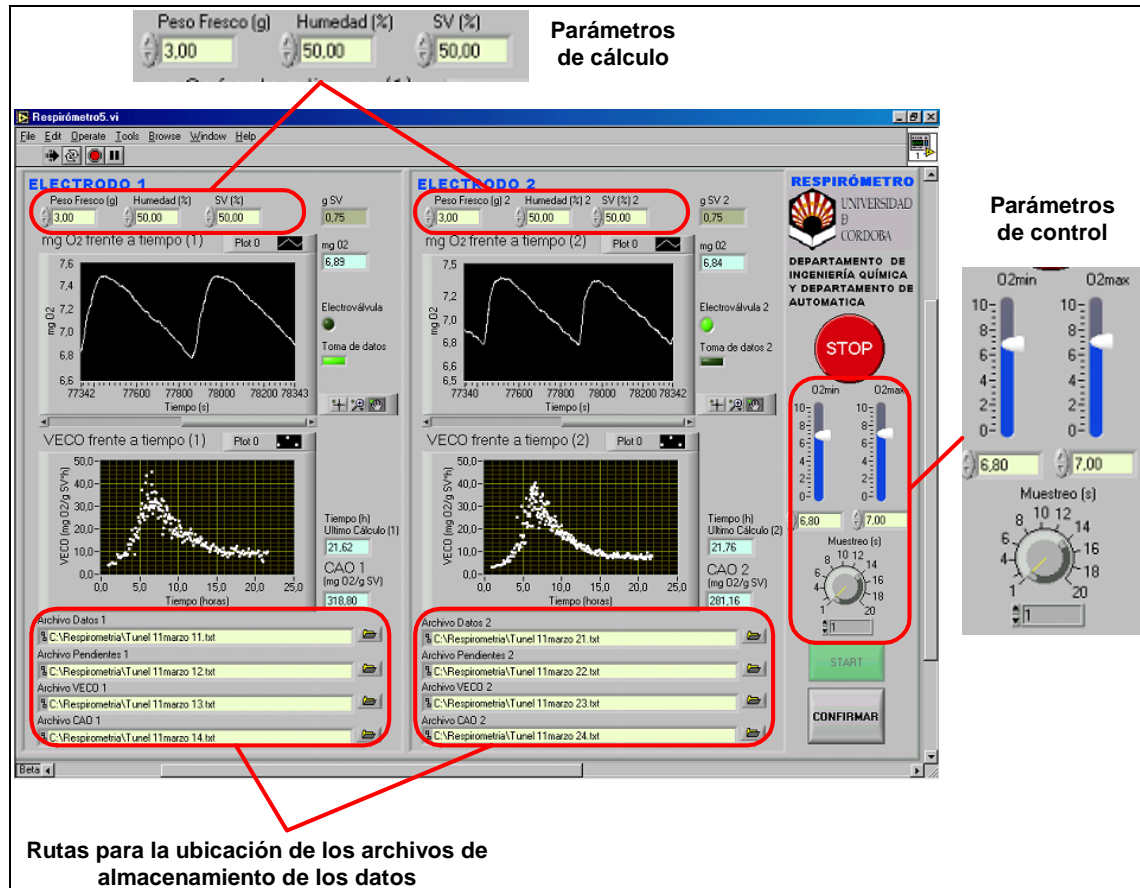 Peso Fresco (g) Humedad (%) SV (%)
3,00 50,00 50,00
Parámetros
de cálculo
Respirómetro5.vi
File Edit Operate Tools Browse Window Help
1
ELECTRODO 1
Peso Fresco (g) Humedad (%) SV (%)
3,00 50,00 50,00
g SV
0,75
mg O2 frente a tiempo (1) Plot 0
mg 02
6,89
7,6
7,4
7,2
7,0
6,8
6,6
mg O2
77342 77600 77800 78000 78200 78343
Tiempo (s)
Electroválvula
Toma de datos
VECO frente a tiempo (1) Plot 0
50,0
40,0
30,0
20,0
10,0
0,0
VECO (mg O2/g SV*h)
0,0 5,0 10,0 15,0 20,0 25,0
Tiempo (horas)
Tiempo (h)
Ultimo Cálculo (1)
21,62
CAO 1
(mg O2/g SV)
318,80
Archivo Datos 1
C:\Respirometria\Tunel 11marzo 11.txt
Archivo Pendientes 1
C:\Respirometria\Tunel 11marzo 12.txt
Archivo VECO 1
C:\Respirometria\Tunel 11marzo 13.txt
Archivo CAO 1
C:\Respirometria\Tunel 11marzo 14.txt
ELECTRODO 2
Peso Fresco (g) 2 Humedad (%) 2 SV (%) 2
3,00 50,00 50,00
g SV 2
0,75
mg O2 frente a tiempo (2) Plot 0
mg 02
6,84
7,5
7,2
7,0
6,8
6,6
6,5
mg O2
77340 77600 77800 78000 78200 78343
Tiempo (s)
Electroválvula 2
Toma de datos 2
VECO frente a tiempo (2) Plot 0
50,0
40,0
30,0
20,0
10,0
0,0
VECO (mg O2/g SV*h)
0,0 5,0 10,0 15,0 20,0 25,0
Tiempo (horas)
Tiempo (h)
Ultimo Cálculo (2)
21,76
CAO 2
(mg O2/g SV)
281,16
Archivo Datos 2
C:\Respirometria\Tunel 11marzo 21.txt
Archivo Pendientes 2
C:\Respirometria\Tunel 11marzo 22.txt
Archivo VECO 2
C:\Respirometria\Tunel 11marzo 23.txt
Archivo CAO 2
C:\Respirometria\Tunel 11marzo 24.txt
RESPIRÓMETRO
UNIVERSIDAD
CORDOBA
DEPARTAMENTO DE
INGENIERÍA QUÍMICA
Y DEPARTAMENTO DE
AUTOMATICA
STOP
O2min O2max
10 10
8 8
6 6
4 4
2 2
0 0
6,80 7,00
Muestreo (s)
1 4 6 8 10 12 14 16 18 20
1
START
CONFIRMAR
Beta
Parámetros
de control
O2min O2max
10 10
8 8
6 6
4 4
2 2
0 0
6,80 7,00
Muestreo (s)
1 4 6 8 10 12 14 16 18 20
1
Rutas para la ubicación de los archivos de
almacenamiento de los datos